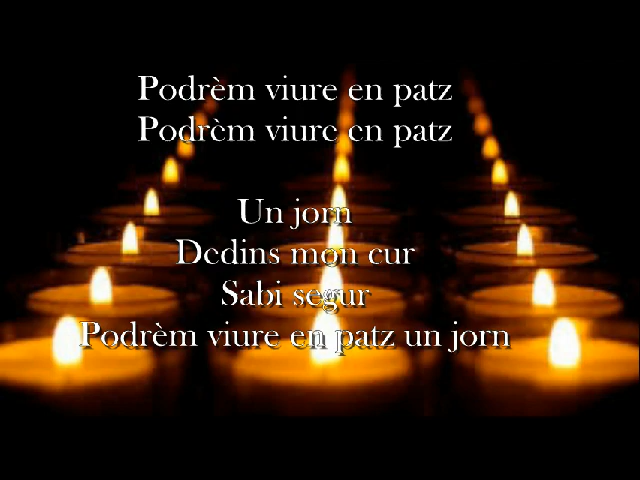 Podrèm viure en patz
Podrèm viure en patz
Un jorn
Dedins mon cur
Sabi segur
Podrèm viure en patz un jorn